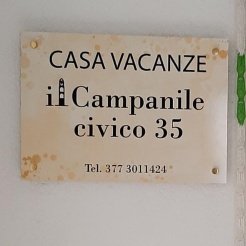 CASA VACANZE
il Campanile
civico 35
Tel. 377 3011424